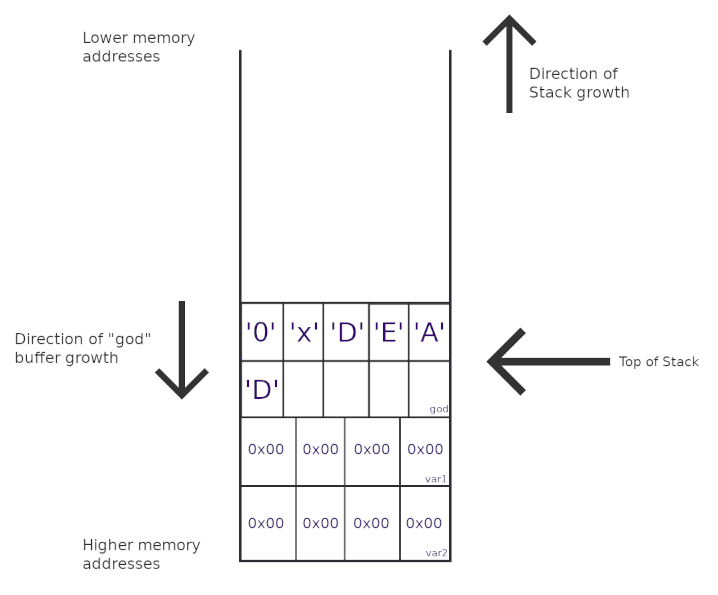 Lower memory
addresses
Direction of
Stack growth
Direction of "god"
buffer growth
'0' 'x' 'D' 'E' 'A'
'D'
god
Top of Stack
0x00 0x00 0x00 0x00
var1
0x00 0x00 0x00 0x00
var2
Higher memory
addresses